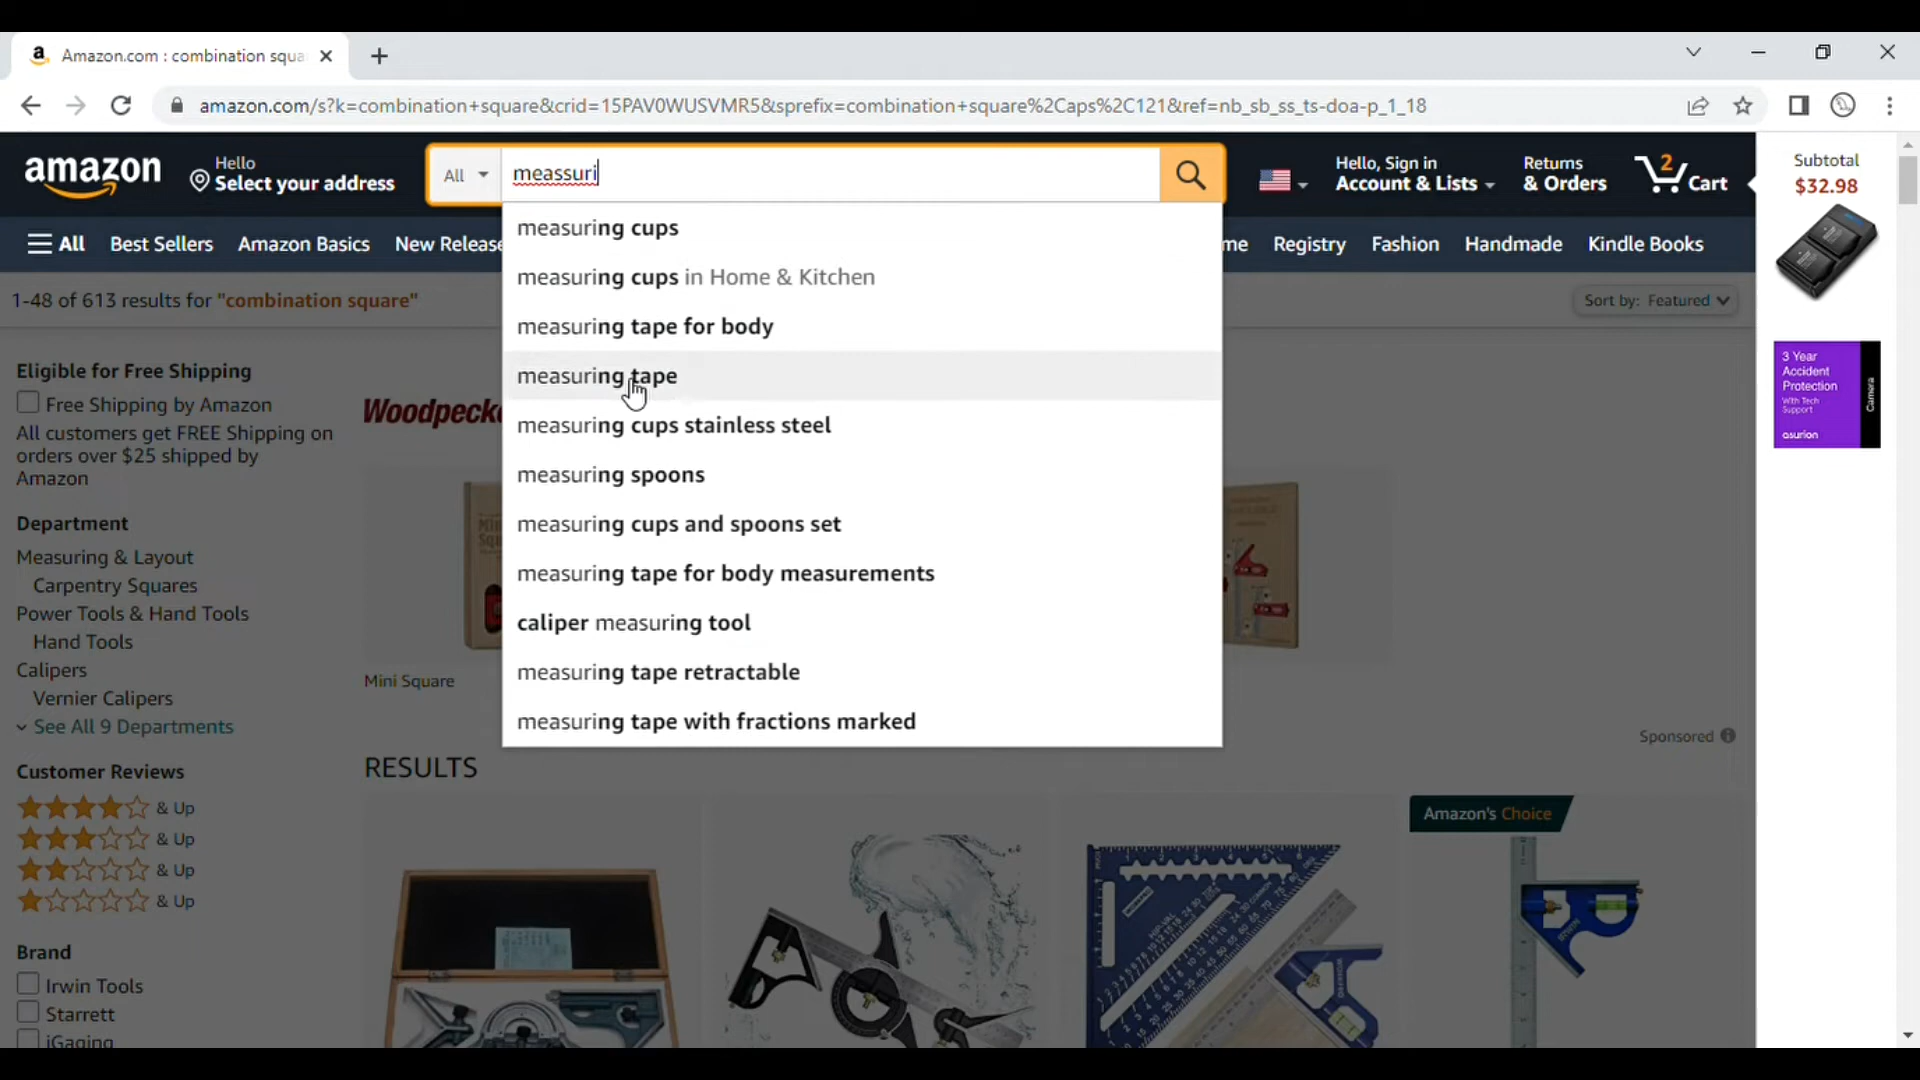 Amazon.com : combination squa
amazon.com/s?k=combination+square&crid=15PAV0WUSVMR5&sprefix=combination+square%2Caps%2C121&ref=nb_sb_ss_ts-doa-p_1_18
amazon
Hello
Select your address
All
meassuri
Hello, Sign in
Account & Lists
Returns
& Orders
2
Cart
Subtotal
$32.98
All
Best Sellers
Amazon Basics
New Release
me
Registry
Fashion
Handmade
Kindle Books
measuring cups
measuring cups in Home & Kitchen
measuring tape for body
measuring tape
measuring cups stainless steel
measuring spoons
measuring cups and spoons set
measuring tape for body measurements
caliper measuring tool
measuring tape retractable
measuring tape with fractions marked
1-48 of 613 results for "combination square"
Sort by: Featured
3 Year
Accident
Protection
With Tech
Support
asurion
Camera
Eligible for Free Shipping
Free Shipping by Amazon
All customers get FREE Shipping on
orders over $25 shipped by
Amazon
Department
Measuring & Layout
Carpentry Squares
Power Tools & Hand Tools
Hand Tools
Calipers
Vernier Calipers
See All 9 Departments
Customer Reviews
& Up
& Up
& Up
& Up
Brand
Irwin Tools
Starrett
iGaging
Woodpecke
Mini Square
Sponsored
RESULTS
Amazon's Choice